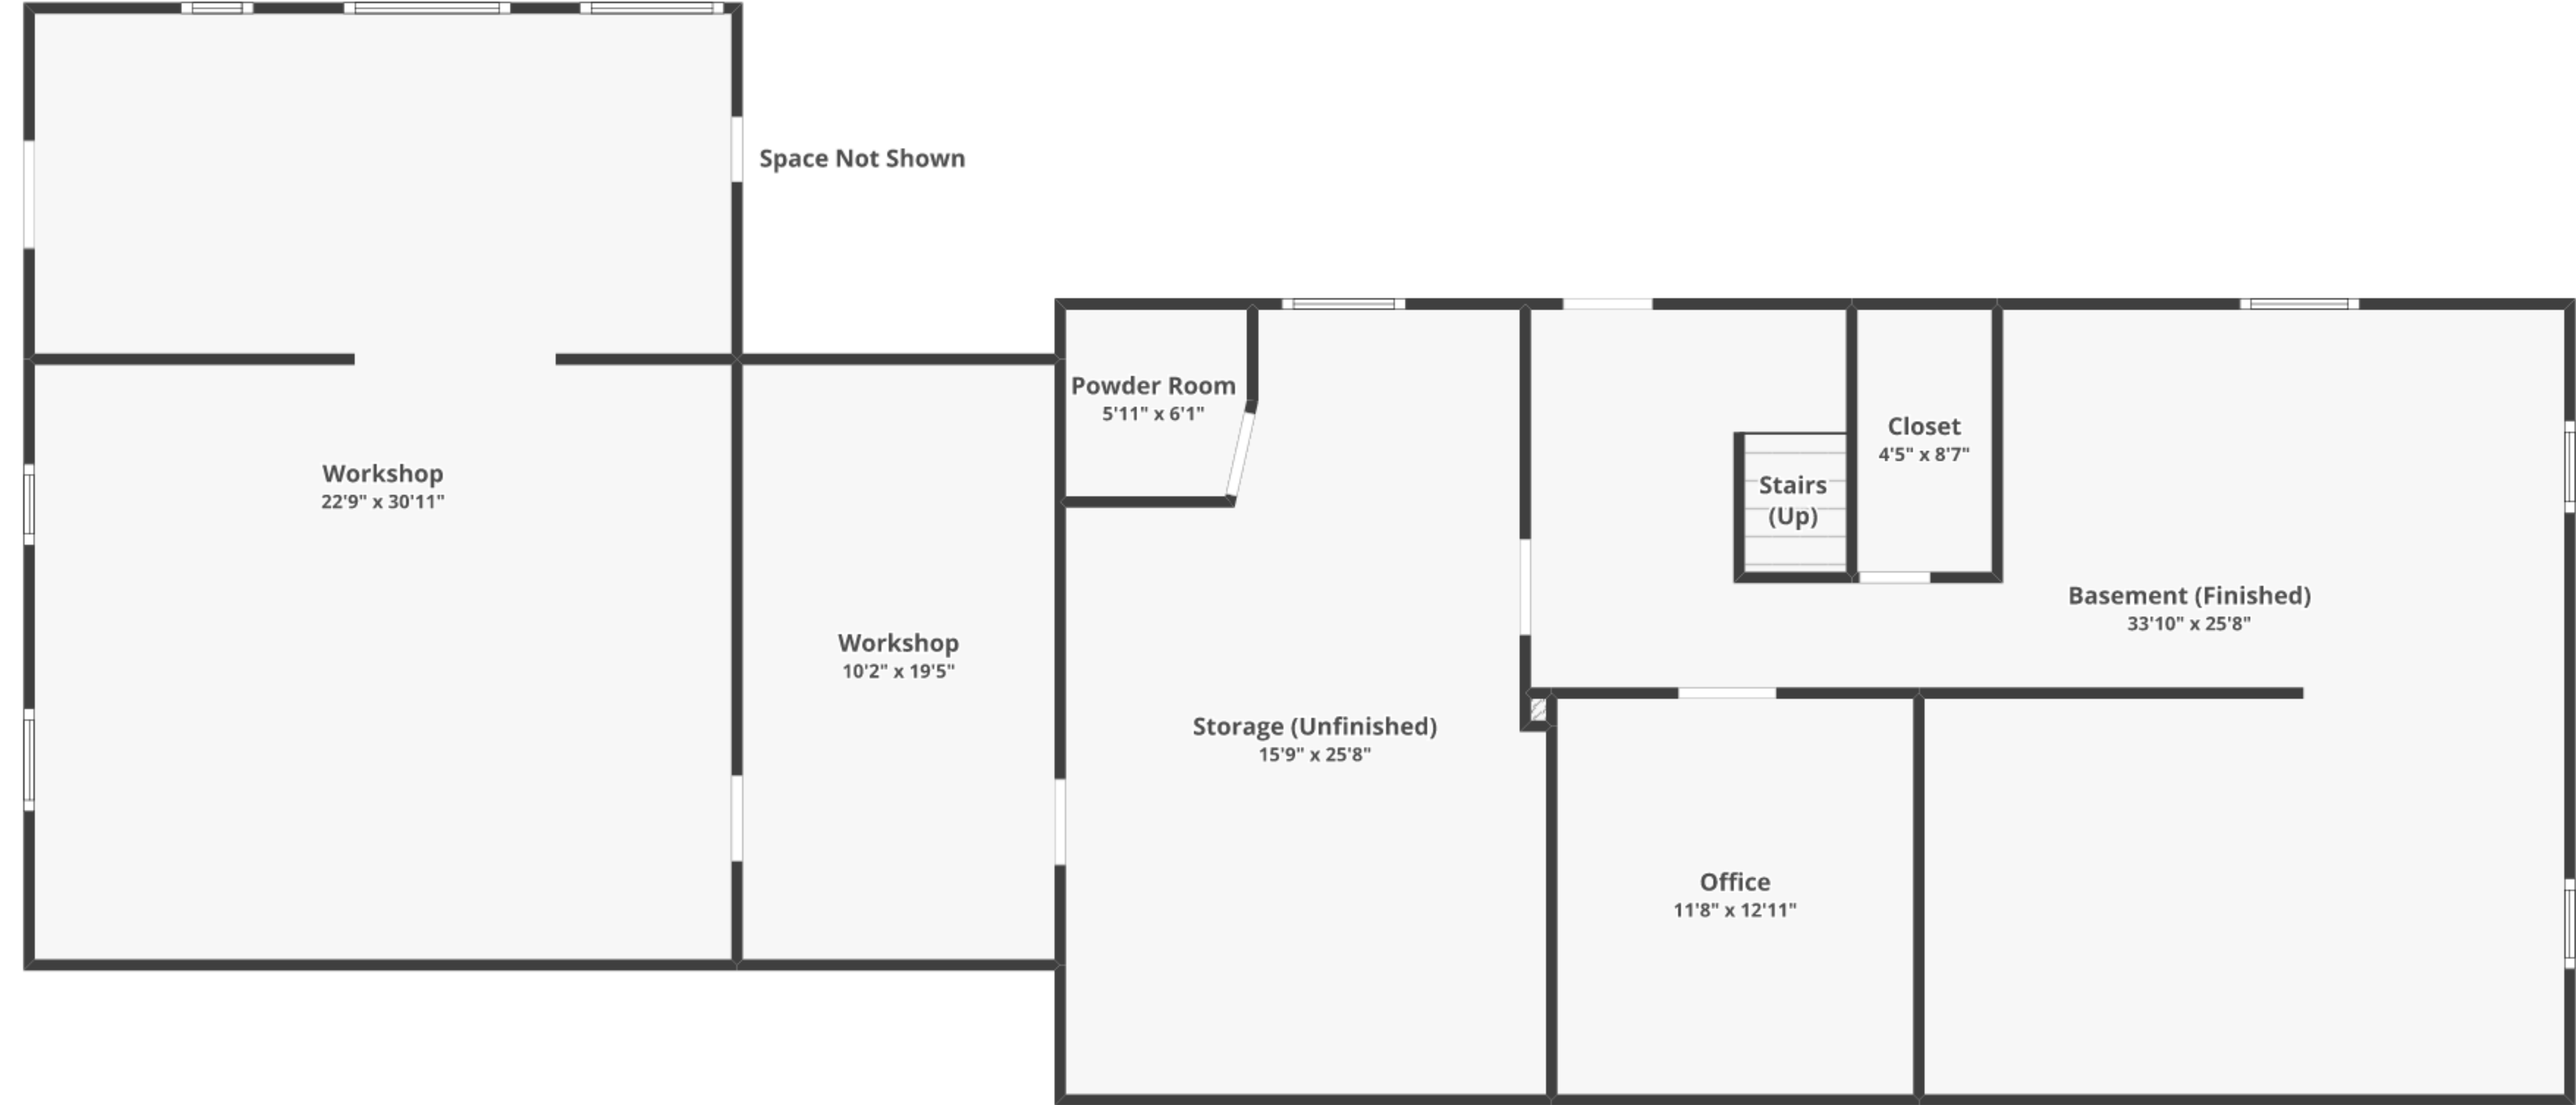 Space Not Shown
Workshop
22'9" x 30'11"
Workshop
10'2" x 19'5"
Powder Room
5'11" x 6'1"
Storage (Unfinished)
15'9" x 25'8"
Stairs
(Up)
Closet
4'5" x 8'7"
Basement (Finished)
33'10" x 25'8"
Office
11'8" x 12'11"